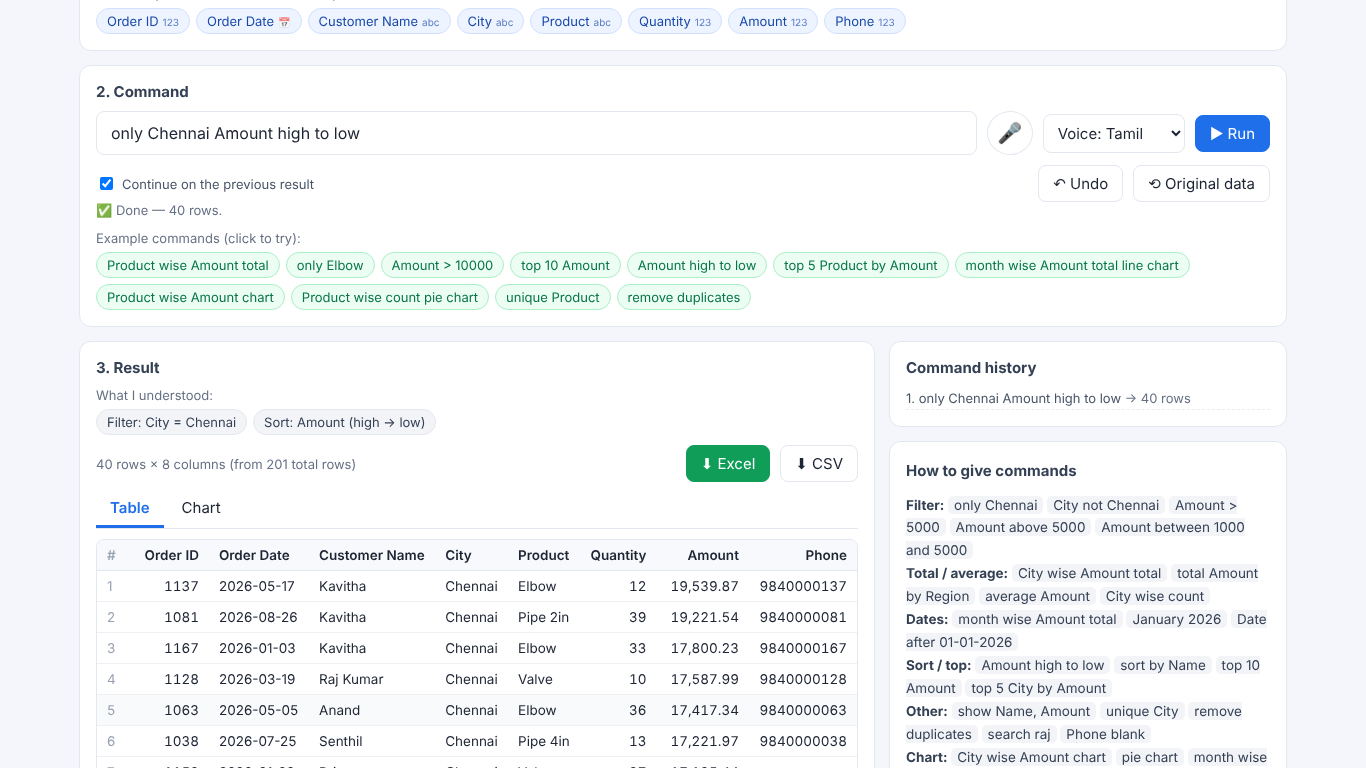 Order ID 123 Order Date 📅 Customer Name abc City abc Product abc Quantity 123 Amount 123 Phone 123
2. Command
only Chennai Amount high to low 🎤 Voice: Tamil ▶ Run
Continue on the previous result ↶ Undo ⟲ Original data
✅ Done — 40 rows.
Example commands (click to try):
Product wise Amount total only Elbow Amount > 10000 top 10 Amount Amount high to low top 5 Product by Amount month wise Amount total line chart
Product wise Amount chart Product wise count pie chart unique Product remove duplicates
3. Result
What I understood:
Filter: City = Chennai Sort: Amount (high → low)
40 rows × 8 columns (from 201 total rows) ⬇ Excel ⬇ CSV
Table Chart
# Order ID Order Date Customer Name City Product Quantity Amount Phone
1 1137 2026-05-17 Kavitha Chennai Elbow 12 19,539.87 9840000137
2 1081 2026-08-26 Kavitha Chennai Pipe 2in 39 19,221.54 9840000081
3 1167 2026-01-03 Kavitha Chennai Elbow 33 17,800.23 9840000167
4 1128 2026-03-19 Raj Kumar Chennai Valve 10 17,587.99 9840000128
5 1063 2026-05-05 Anand Chennai Elbow 36 17,417.34 9840000063
6 1038 2026-07-25 Senthil Chennai Pipe 4in 13 17,221.97 9840000038
Command history
1. only Chennai Amount high to low → 40 rows
How to give commands
Filter: only Chennai City not Chennai Amount >
5000 Amount above 5000 Amount between 1000
and 5000
Total / average: City wise Amount total total Amount
by Region average Amount City wise count
Dates: month wise Amount total January 2026 Date
after 01-01-2026
Sort / top: Amount high to low sort by Name top 10
Amount top 5 City by Amount
Other: show Name, Amount unique City remove
duplicates search raj Phone blank
Chart: City wise Amount chart pie chart month wise